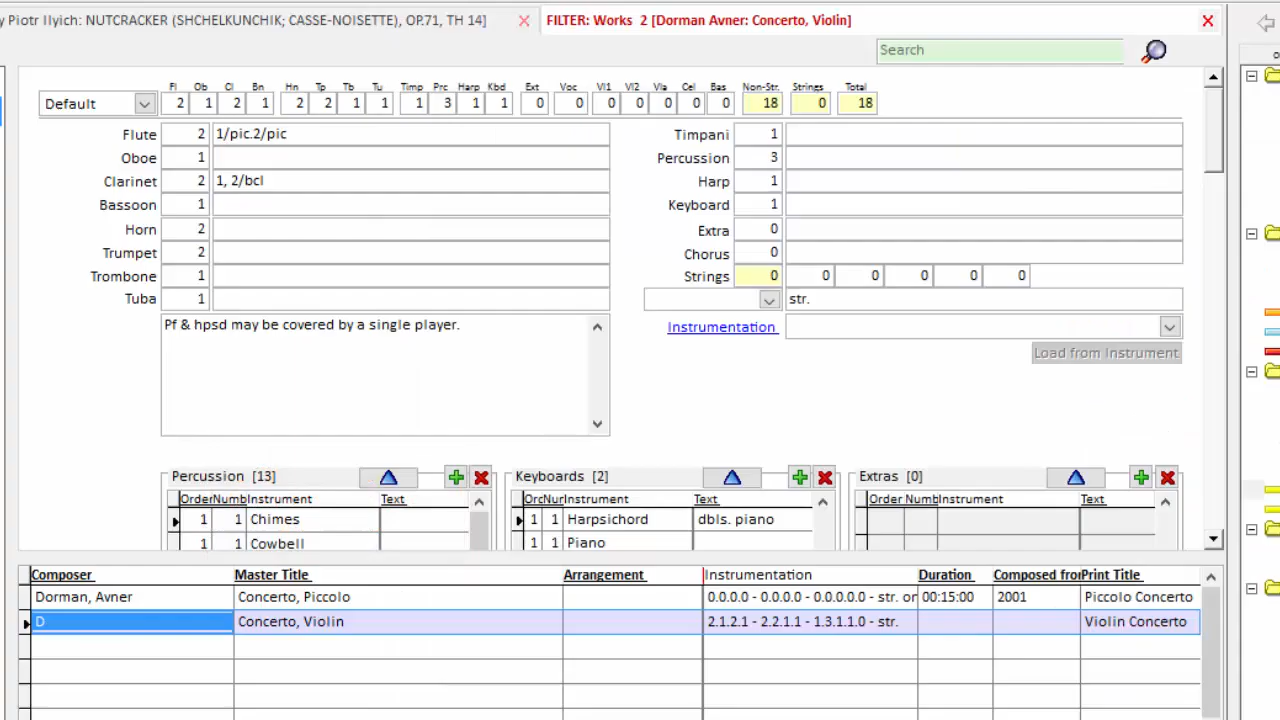 y Piotr Ilyich: NUTCRACKER (SHCHELKUNCHIK; CASSE-NOISETTE), OP.71, TH 14]
FILTER: Works 2 [Dorman Avner: Concerto, Violin]
Search
Fl Ob Cl Bn Hn Tp Tb Tu Timp Prc Harp Kbd Ext Voc Vl1 Vl2 Vla Cel Bas Non-Str. Strings Total
Default 2 1 2 1 2 2 1 1 1 3 1 1 0 0 0 0 0 0 0 18 0 18
Flute 2 1/pic.2/pic
Oboe 1
Clarinet 2 1, 2/bcl
Bassoon 1
Horn 2
Trumpet 2
Trombone 1
Tuba 1
Timpani 1
Percussion 3
Harp 1
Keyboard 1
Extra 0
Chorus 0
Strings 0 0 0 0 0 0
str.
Instrumentation
Load from Instrument
Pf & hpsd may be covered by a single player.
Percussion [13]
Order Numb Instrument Text
1 1 Chimes
1 1 Cowbell
Keyboards [2]
Orc Nur Instrument Text
1 1 Harpsichord dbls. piano
1 1 Piano
Extras [0]
Order Numb Instrument Text
Composer Master Title Arrangement Instrumentation Duration Composed fror Print Title
Dorman, Avner Concerto, Piccolo 0.0.0.0 - 0.0.0.0 - 0.0.0.0.0 - str. or 00:15:00 2001 Piccolo Concerto
D Concerto, Violin 2.1.2.1 - 2.2.1.1 - 1.3.1.1.0 - str. Violin Concerto